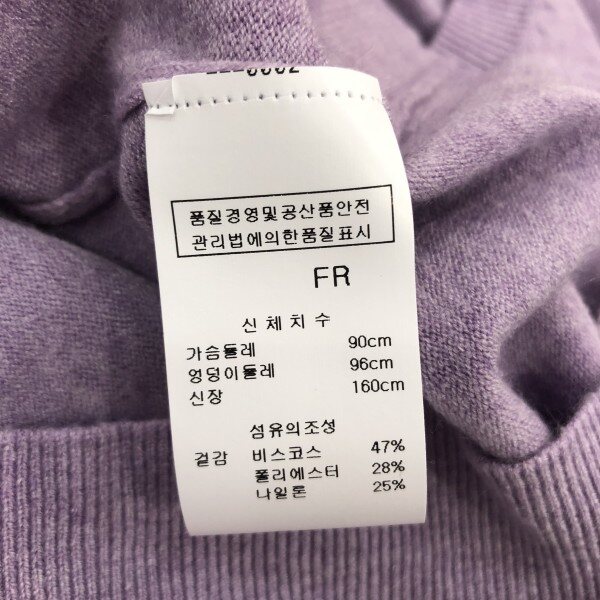 품질경영및공산품안전
관리법에의한품질표시
FR
신체치수
가슴둘레 90cm
엉덩이둘레 96cm
신장 160cm
섬유의조성
겉감 비스코스 47%
폴리에스터 28%
나일론 25%